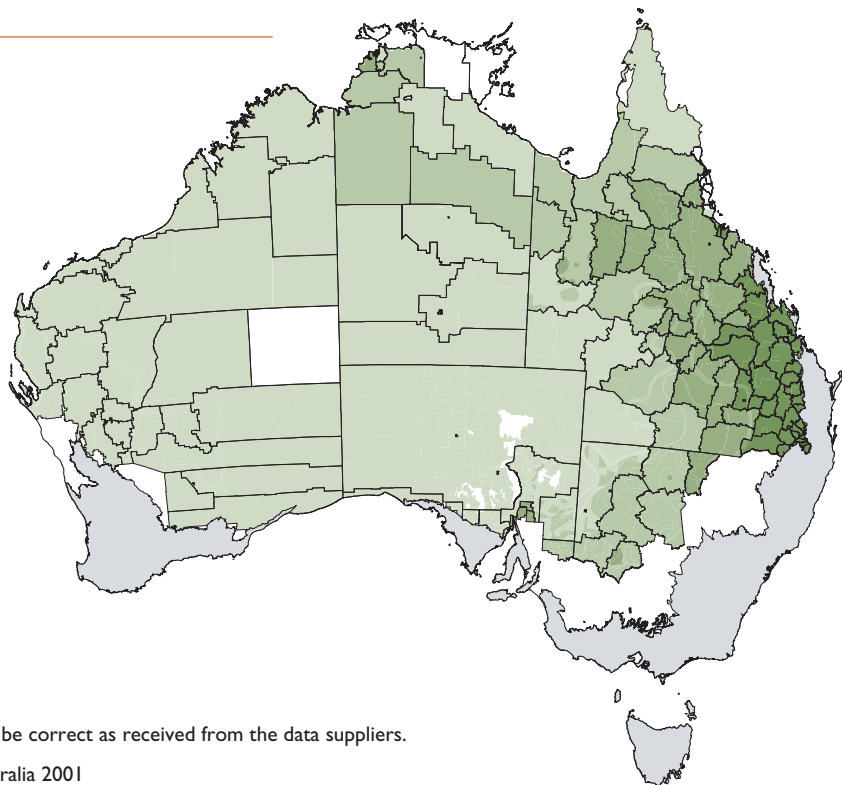 be correct as received from the data suppliers.
ralia 2001